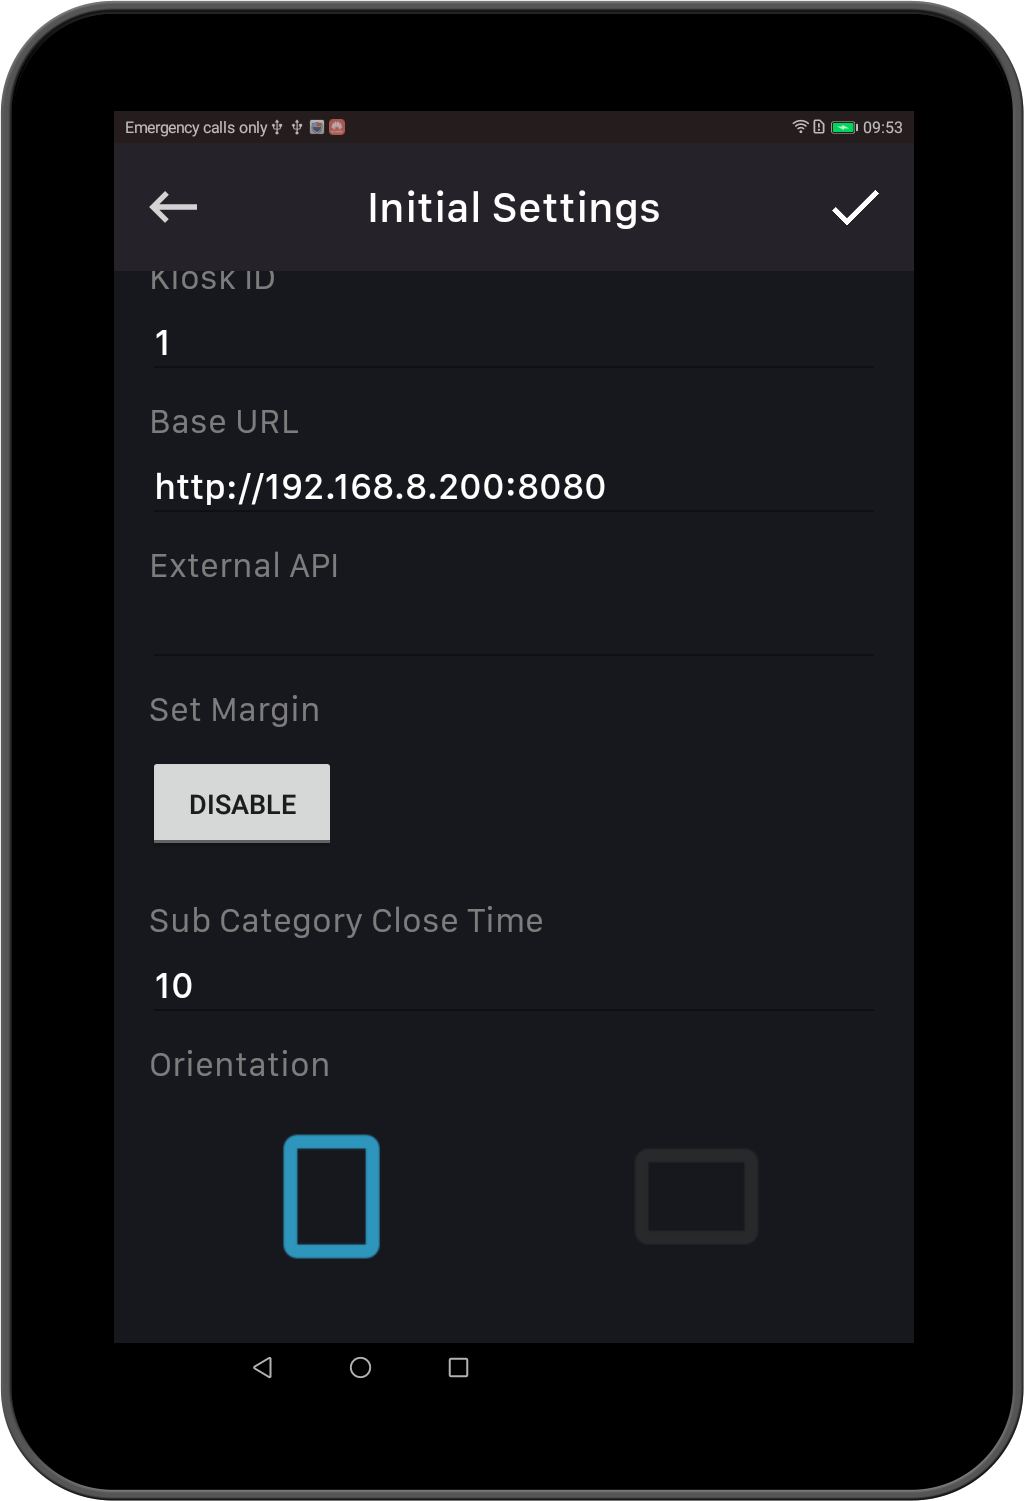 Emergency calls only
09:53
Initial Settings
Kiosk ID
1
Base URL
http://192.168.8.200:8080
External API
Set Margin
DISABLE
Sub Category Close Time
10
Orientation